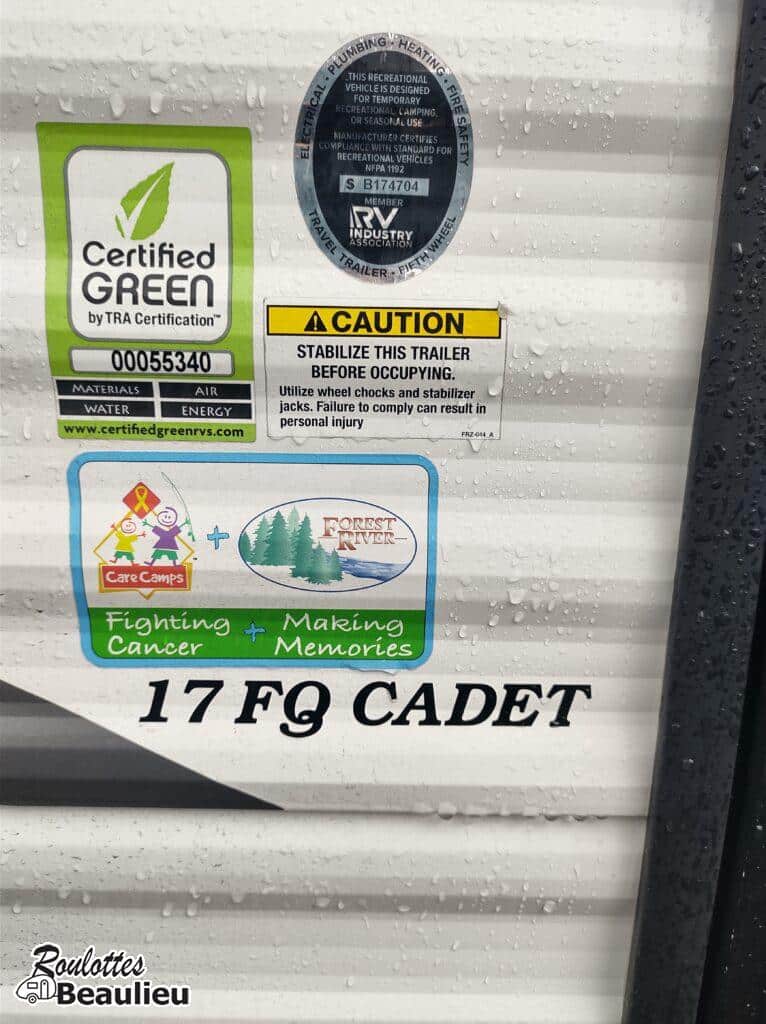 ELECTRICAL · PLUMBING · HEATING · FIRE SAFETY
THIS RECREATIONAL
VEHICLE IS DESIGNED
FOR TEMPORARY
RECREATIONAL, CAMPING,
OR SEASONAL USE
MANUFACTURER CERTIFIES
COMPLIANCE WITH STANDARD FOR
RECREATIONAL VEHICLES
NFPA 1192
S B174704
MEMBER
RV
INDUSTRY
ASSOCIATION
TRAVEL TRAILER · FIFTH WHEEL
Certified
GREEN
by TRA Certification™
00055340
MATERIALS AIR
WATER ENERGY
www.certifiedgreenrvs.com
CAUTION
STABILIZE THIS TRAILER
BEFORE OCCUPYING.
Utilize wheel chocks and stabilizer
jacks. Failure to comply can result in
personal injury
FRZ-014_A
Care Camps
+
FOREST
RIVER
Fighting + Making
Cancer Memories
17 FQ CADET
Roulottes
Beaulieu